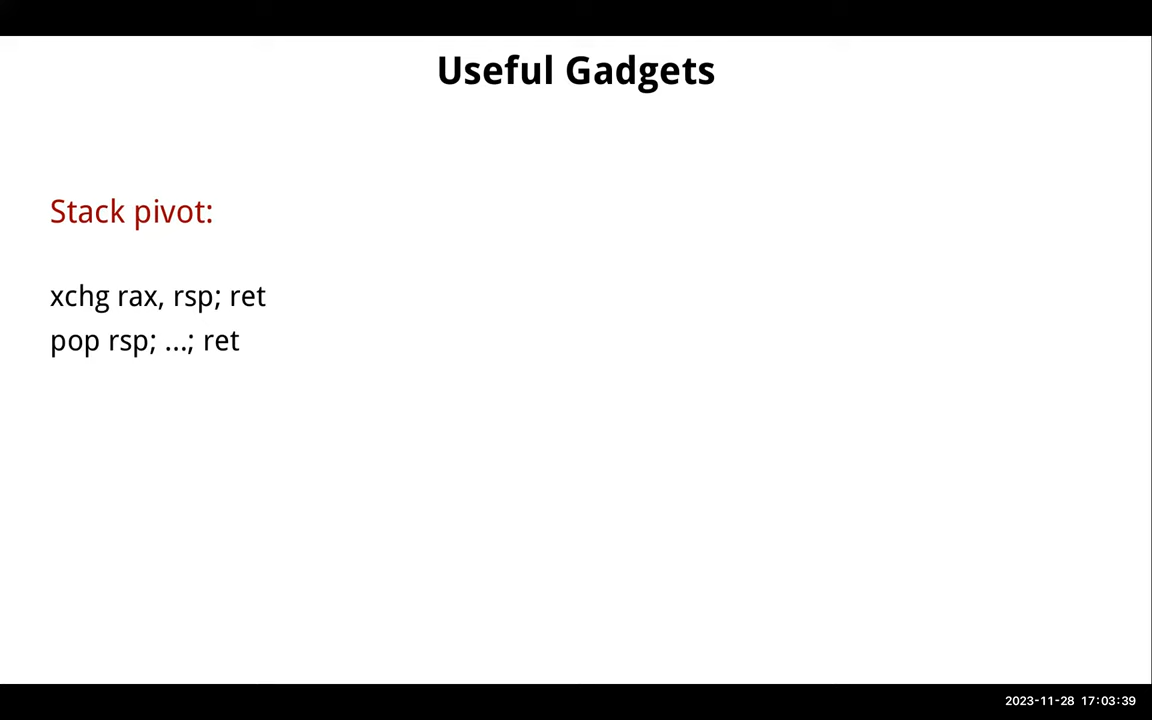 Useful Gadgets
Stack pivot:
xchg rax, rsp; ret
pop rsp; ...; ret
2023-11-28 17:03:39